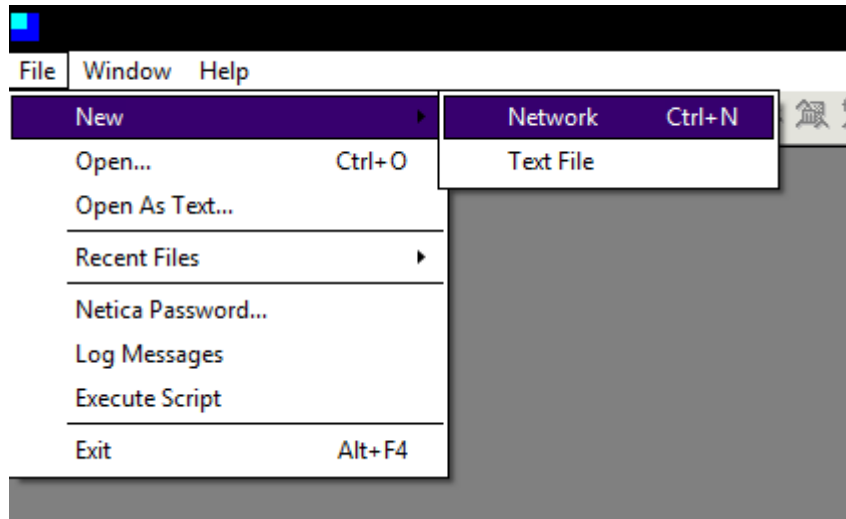 File Window Help
New
Network Ctrl+N
Open... Ctrl+O
Text File
Open As Text...
Recent Files
Netica Password...
Log Messages
Execute Script
Exit Alt+F4